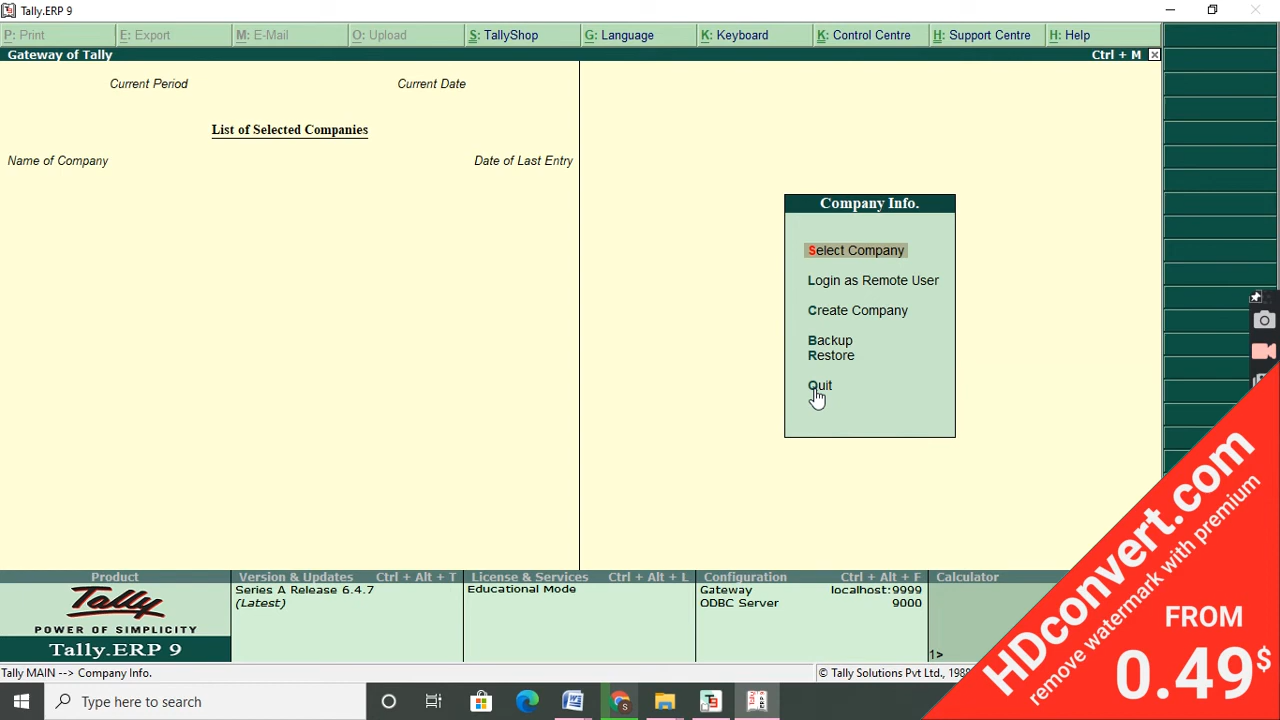 Tally.ERP 9
P: Print
E: Export
M: E-Mail
O: Upload
S: TallyShop
G: Language
K: Keyboard
K: Control Centre
H: Support Centre
H: Help
Gateway of Tally
Ctrl + M
Current Period
Current Date
List of Selected Companies
Name of Company
Date of Last Entry
Company Info.
Select Company
Login as Remote User
Create Company
Backup
Restore
Quit
Product
Tally
POWER OF SIMPLICITY
Tally.ERP 9
Version & Updates
Ctrl + Alt + T
Series A Release 6.4.7
(Latest)
License & Services
Ctrl + Alt + L
Educational Mode
Configuration
Ctrl + Alt + F
Gateway
localhost:9999
ODBC Server
9000
Calculator
1>
Tally MAIN --> Company Info.
© Tally Solutions Pvt Ltd.,
Type here to search
HDconvert.com
remove watermark with premium
FROM
0.49$